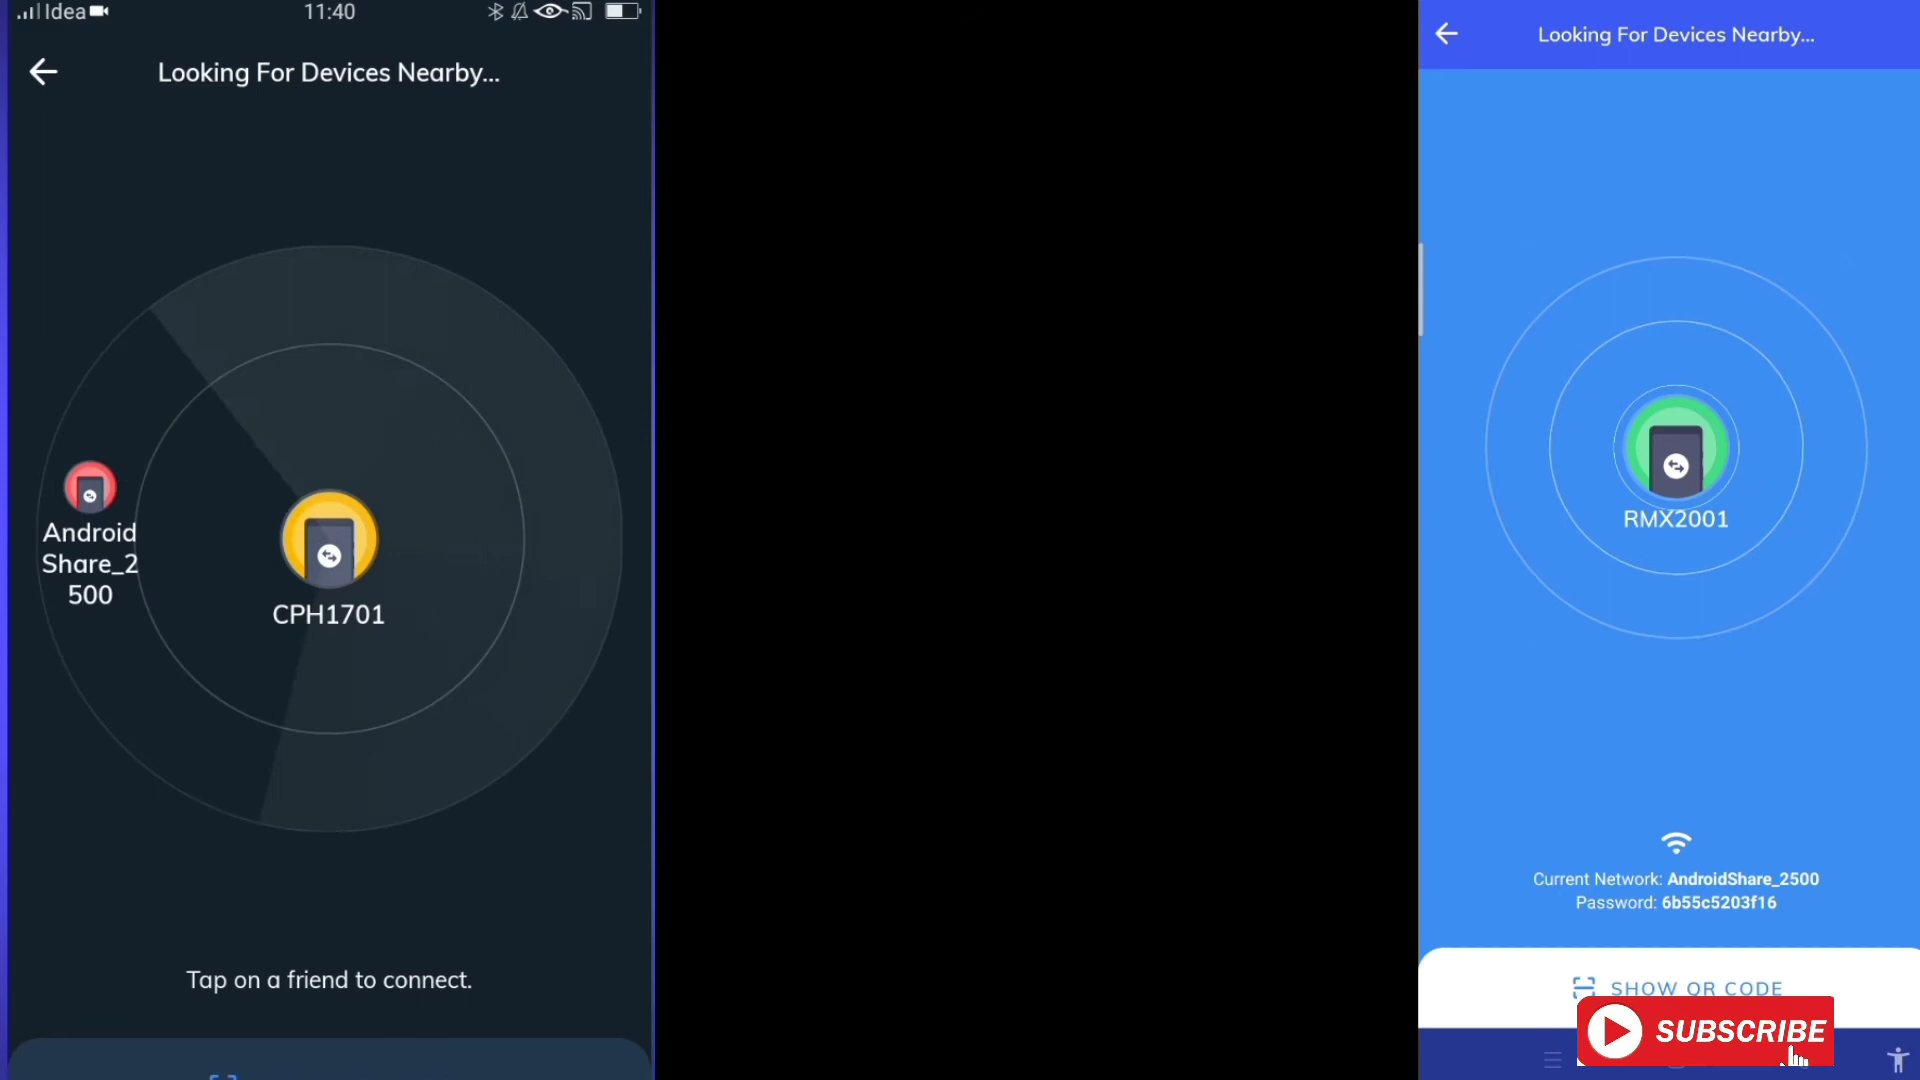 Idea
11:40
Looking For Devices Nearby...
Android
Share_2
500
CPH1701
Tap on a friend to connect.
Looking For Devices Nearby...
RMX2001
Current Network: AndroidShare_2500
Password: 6b55c5203f16
SHOW QR CODE
SUBSCRIBE